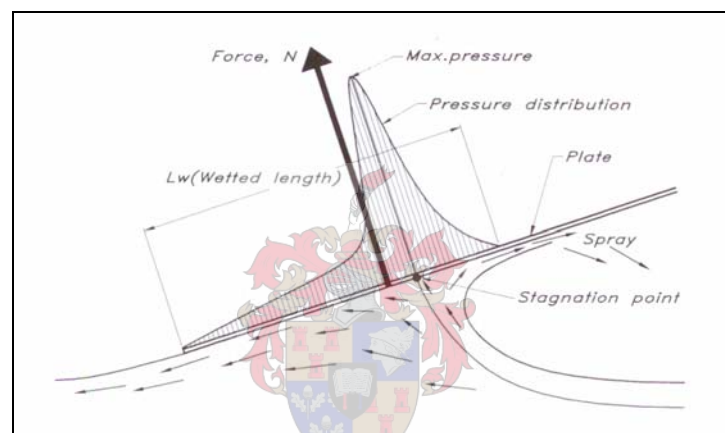 Force, N
Max.pressure
Pressure distribution
Lw(Wetted length)
Plate
Spray
Stagnation point